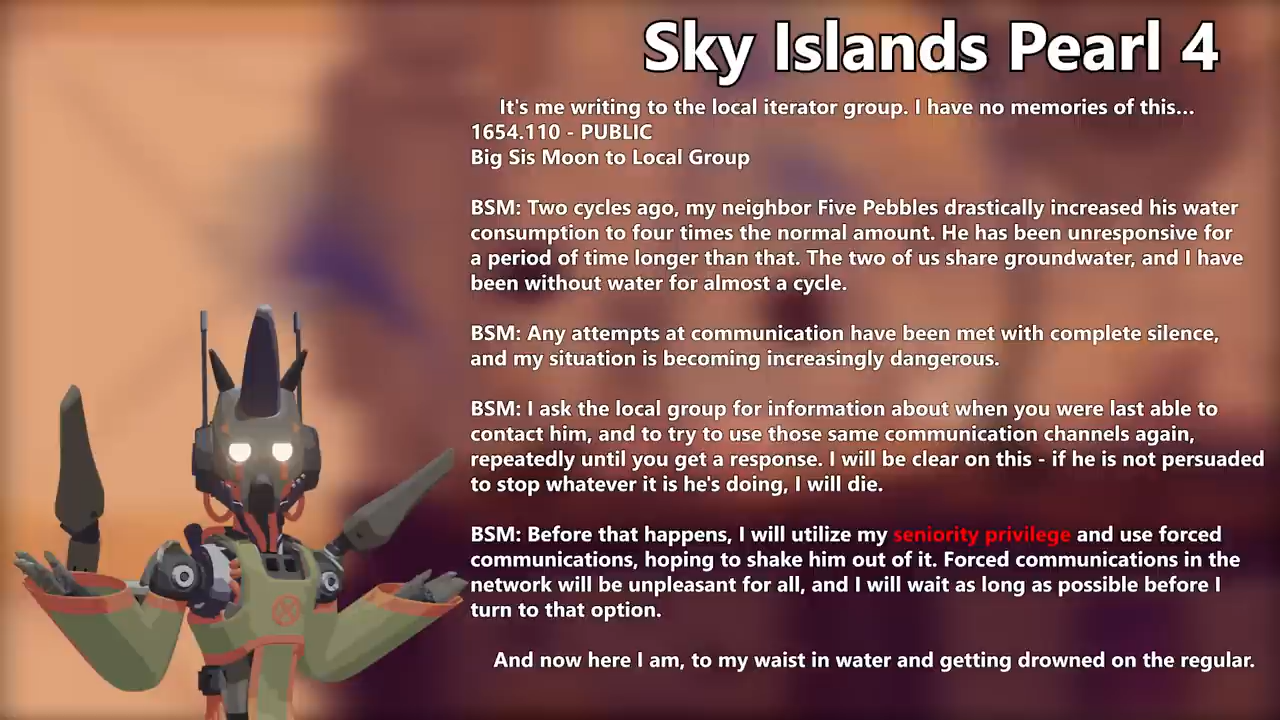 Sky Islands Pearl 4
It's me writing to the local iterator group. I have no memories of this...
1654.110 - PUBLIC
Big Sis Moon to Local Group
BSM: Two cycles ago, my neighbor Five Pebbles drastically increased his water
consumption to four times the normal amount. He has been unresponsive for
a period of time longer than that. The two of us share groundwater, and I have
been without water for almost a cycle.
BSM: Any attempts at communication have been met with complete silence,
and my situation is becoming increasingly dangerous.
BSM: I ask the local group for information about when you were last able to
contact him, and to try to use those same communication channels again,
repeatedly until you get a response. I will be clear on this - if he is not persuaded
to stop whatever it is he's doing, I will die.
BSM: Before that happens, I will utilize my seniority privilege and use forced
communications, hoping to shake him out of it. Forced communications in the
network will be unpleasant for all, and I will wait as long as possible before I
turn to that option.
And now here I am, to my waist in water and getting drowned on the regular.